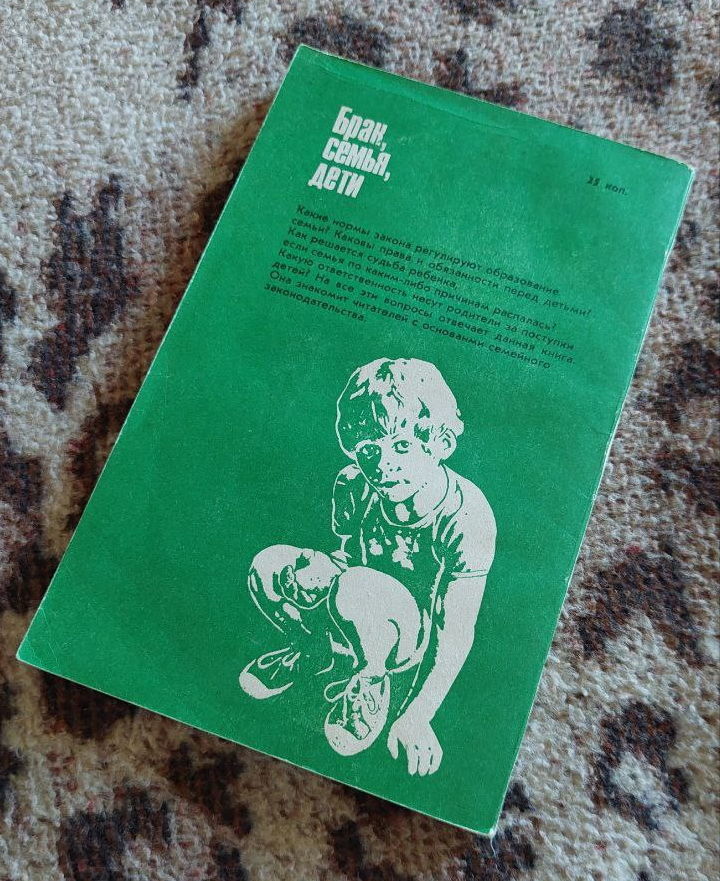 Брак,
семья,
дети
25 коп.
Какие нормы закона регулируют образование
семьи? Каковы права и обязанности перед детьми?
Как решается судьба ребенка,
если семья по каким-либо причинам распалась?
Какую ответственность несут родители за поступки
детей? На все эти вопросы отвечает данная книга.
Она знакомит читателей с основами семейного
законодательства.